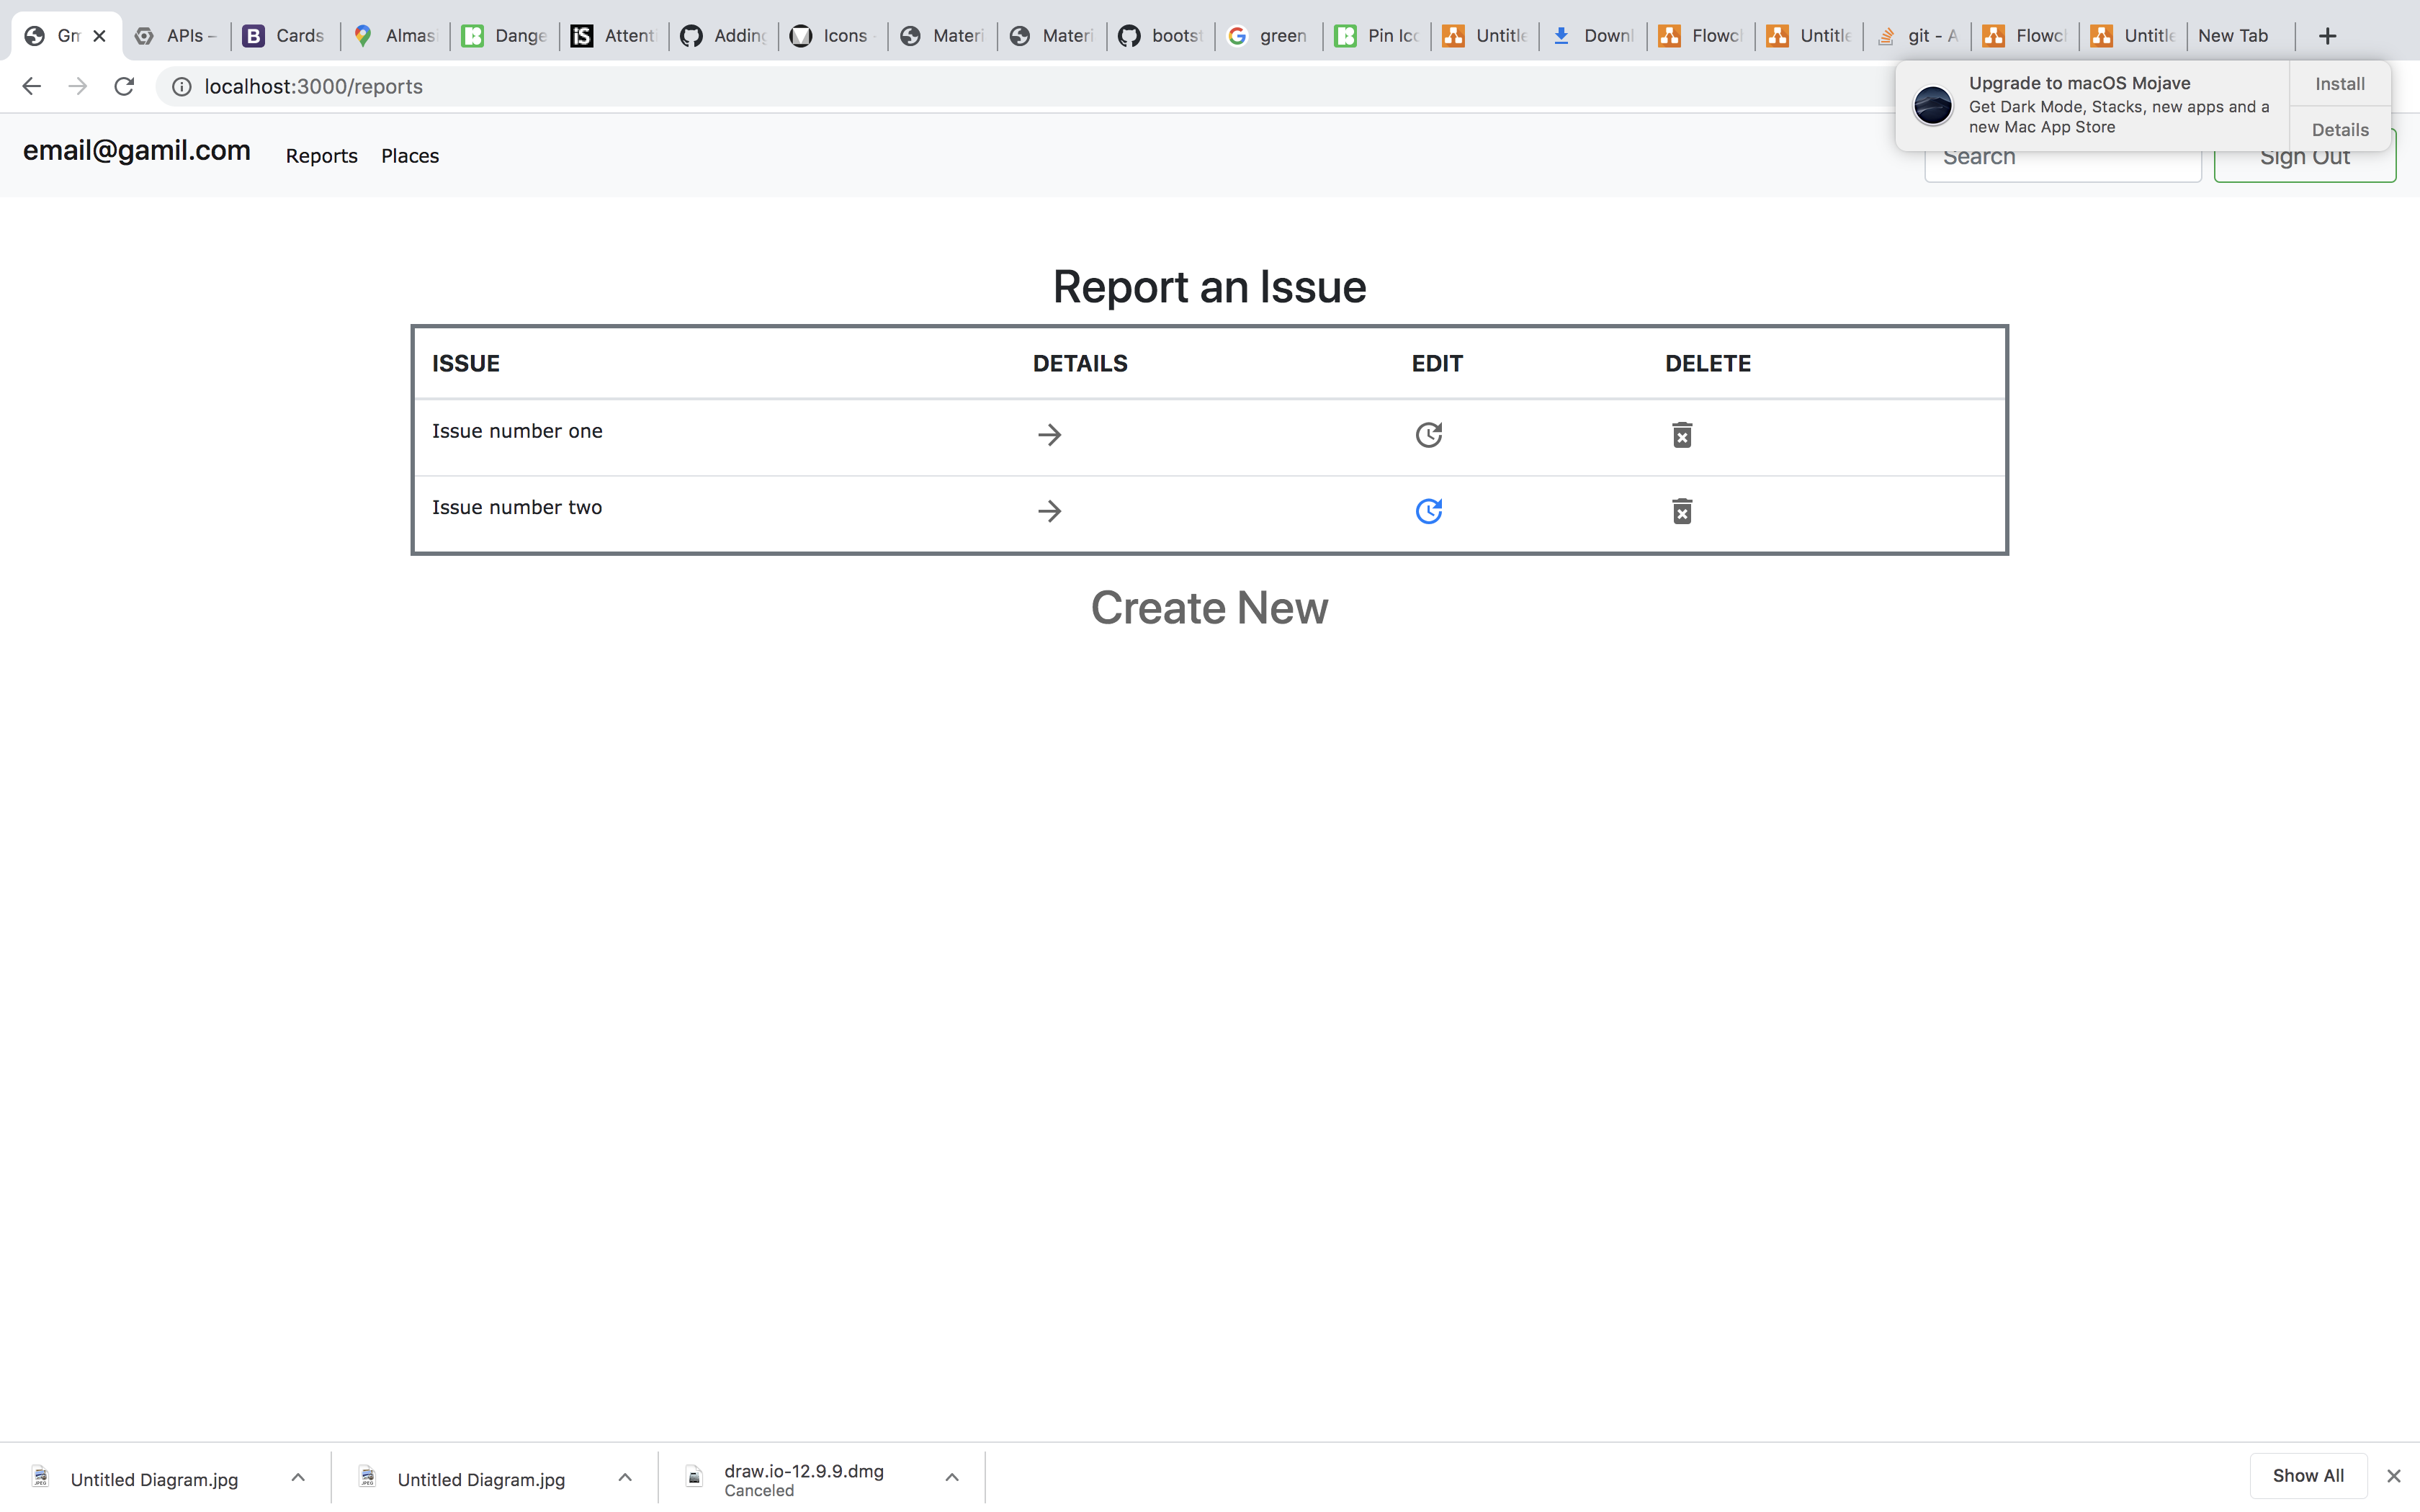 Gm APIs – Cards Almas Dange iS Attent Adding Icons - Materi Materi boots green Pin Ico Untitle Downl Flowc Untitle git - A Flowc Untitle New Tab
localhost:3000/reports
Upgrade to macOS Mojave
Get Dark Mode, Stacks, new apps and a
new Mac App Store
Install
Details
email@gamil.com Reports Places Search Sign Out
Report an Issue
ISSUE DETAILS EDIT DELETE
Issue number one
Issue number two
Create New
Untitled Diagram.jpg Untitled Diagram.jpg draw.io-12.9.9.dmg
Canceled
Show All